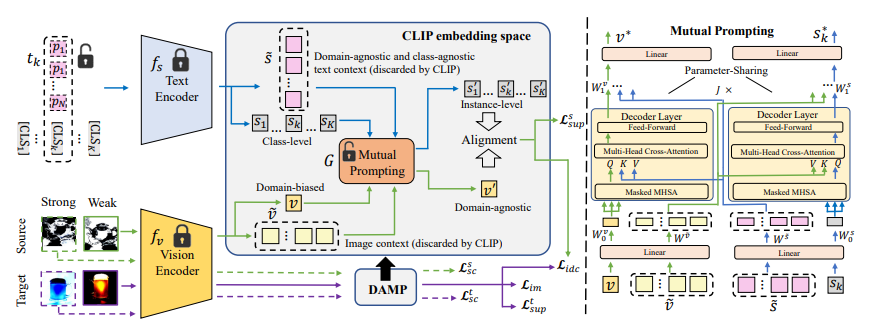 CLIP embedding space
t_k
p_1
p_1
p_N
[CLS_1]
...
[CLS_k]
...
[CLS_K]
f_s
Text
Encoder
s̃
Domain-agnostic and class-agnostic
text context (discarded by CLIP)
s_1 ... s_k ... s_K
Class-level
s'_1 ... s'_k ... s'_K
Instance-level
Alignment
G
Mutual
Prompting
Domain-biased
v
ṽ
v'
Domain-agnostic
Image context (discarded by CLIP)
Strong Weak
Source
Target
f_v
Vision
Encoder
DAMP
ℒ^s_sc
ℒ^t_sc
ℒ_im
ℒ^t_sup
ℒ^s_sup
ℒ_idc
Mutual Prompting
v* s*_k
Linear Linear
Parameter-Sharing
W^v_1 ... J × ... W^s_1
Decoder Layer Decoder Layer
Feed-Forward Feed-Forward
Multi-Head Cross-Attention Multi-Head Cross-Attention
Q K V V K Q
Masked MHSA Masked MHSA
W^v_0 W^ṽ W^s̃ W^s_0
Linear Linear
v ṽ s̃ s_k